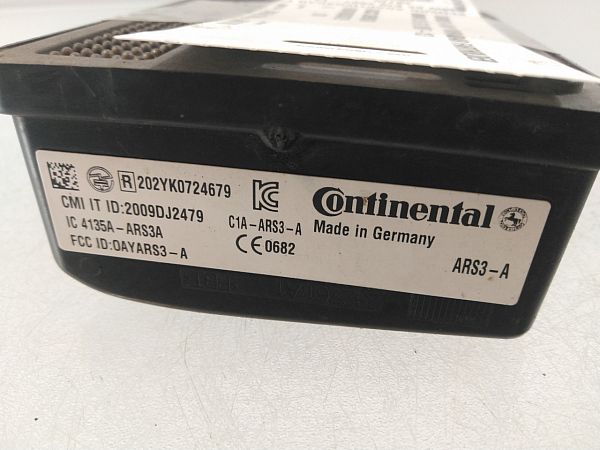 R 202YK0724679
CMI IT ID:2009DJ2479
IC 4135A-ARS3A
FCC ID:OAYARS3-A
C1A-ARS3-A
CE 0682
Continental
Made in Germany
ARS3-A